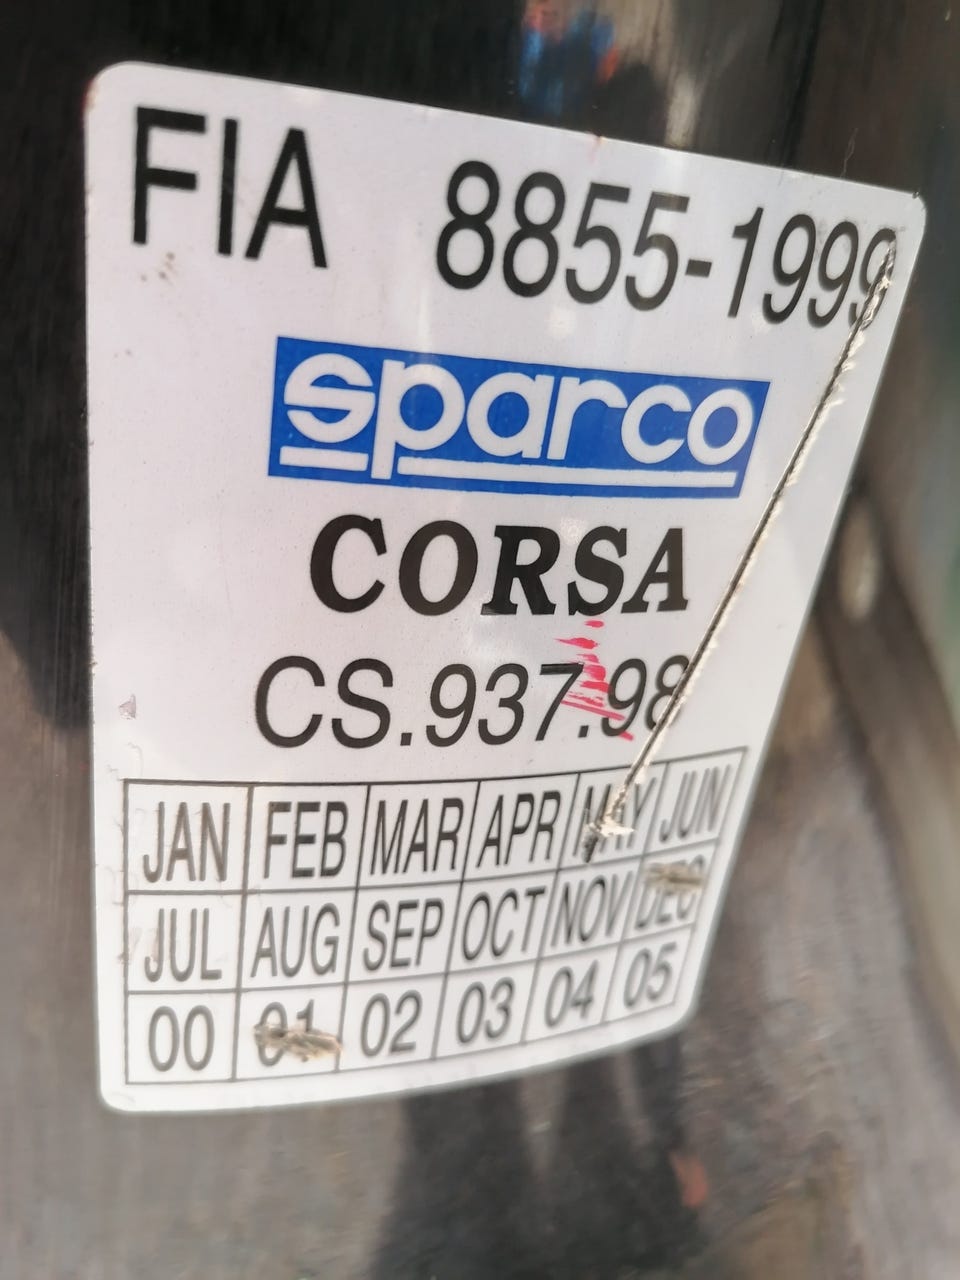 FIA 8855-1999
sparco
CORSA
CS.937.98
JAN FEB MAR APR MAY JUN
JUL AUG SEP OCT NOV DEC
00 01 02 03 04 05